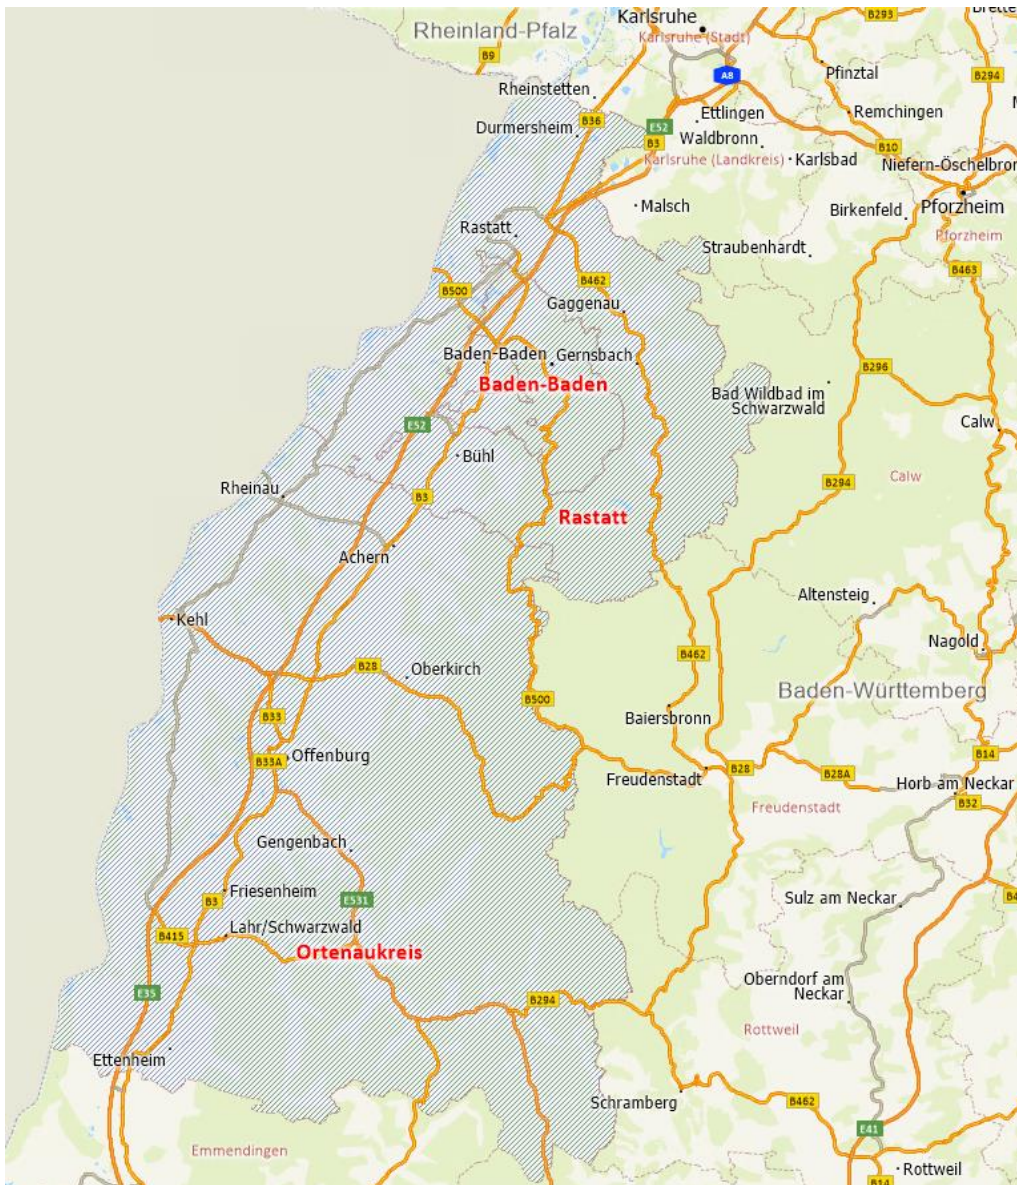 Brette
Karlsruhe
B293
Rheinland-Pfalz
Karlsruhe (Stadt)
B9
Pfinztal
A8
B294
Rheinstetten
Ettlingen
Remchingen
B36
Durmersheim
E52
Waldbronn
B3
B10
Karlsruhe (Landkreis)
Karlsbad
Niefern-Öschelbron
Malsch
Birkenfeld
Pforzheim
Rastatt
Pforzheim
Straubenhardt
B463
B462
B500
Gaggenau
Baden-Baden
Gernsbach
B296
Baden-Baden
Bad Wildbad im
Schwarzwald
E52
Calw
Bühl
Calw
B294
Rheinau
B3
Rastatt
Achern
Altensteig
Kehl
Nagold
B462
B28
Oberkirch
Baden-Württemberg
B500
B33
Baiersbronn
B14
Offenburg
B33A
B28
B28A
Freudenstadt
Horb am Neckar
B32
Freudenstadt
Gengenbach
Friesenheim
B3
E531
Sulz am Neckar
Lahr/Schwarzwald
B415
Ortenaukreis
Oberndorf am
Neckar
E35
B294
Rottweil
Ettenheim
Schramberg
B462
E41
Emmendingen
Rottweil
B14